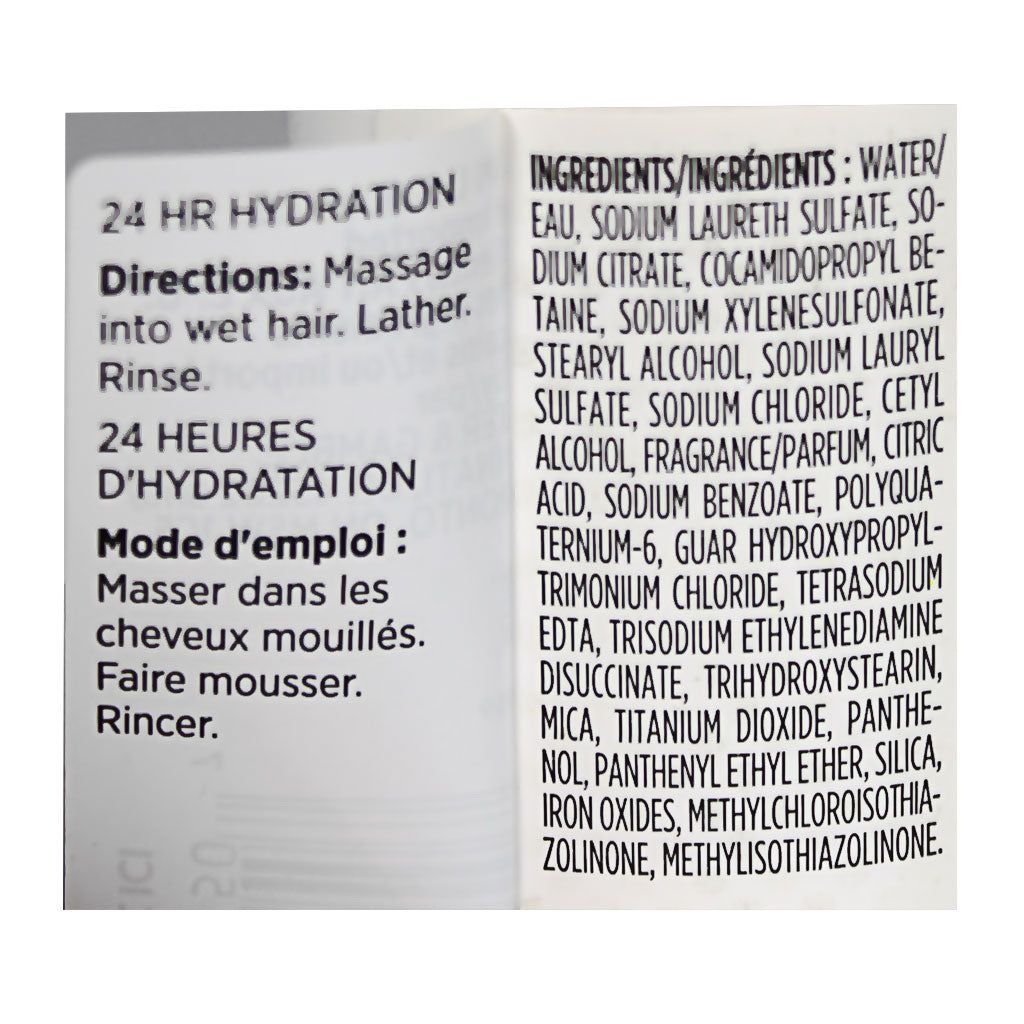 24 HR HYDRATION
Directions: Massage
into wet hair. Lather.
Rinse.
24 HEURES
D'HYDRATATION
Mode d'emploi :
Masser dans les
cheveux mouillés.
Faire mousser.
Rincer.
INGREDIENTS/INGRÉDIENTS : WATER/
EAU, SODIUM LAURETH SULFATE, SO-
DIUM CITRATE, COCAMIDOPROPYL BE-
TAINE, SODIUM XYLENESULFONATE,
STEARYL ALCOHOL, SODIUM LAURYL
SULFATE, SODIUM CHLORIDE, CETYL
ALCOHOL, FRAGRANCE/PARFUM, CITRIC
ACID, SODIUM BENZOATE, POLYQUA-
TERNIUM-6, GUAR HYDROXYPROPYL-
TRIMONIUM CHLORIDE, TETRASODIUM
EDTA, TRISODIUM ETHYLENEDIAMINE
DISUCCINATE, TRIHYDROXYSTEARIN,
MICA, TITANIUM DIOXIDE, PANTHE-
NOL, PANTHENYL ETHYL ETHER, SILICA,
IRON OXIDES, METHYLCHLOROISOTHIA-
ZOLINONE, METHYLISOTHIAZOLINONE.